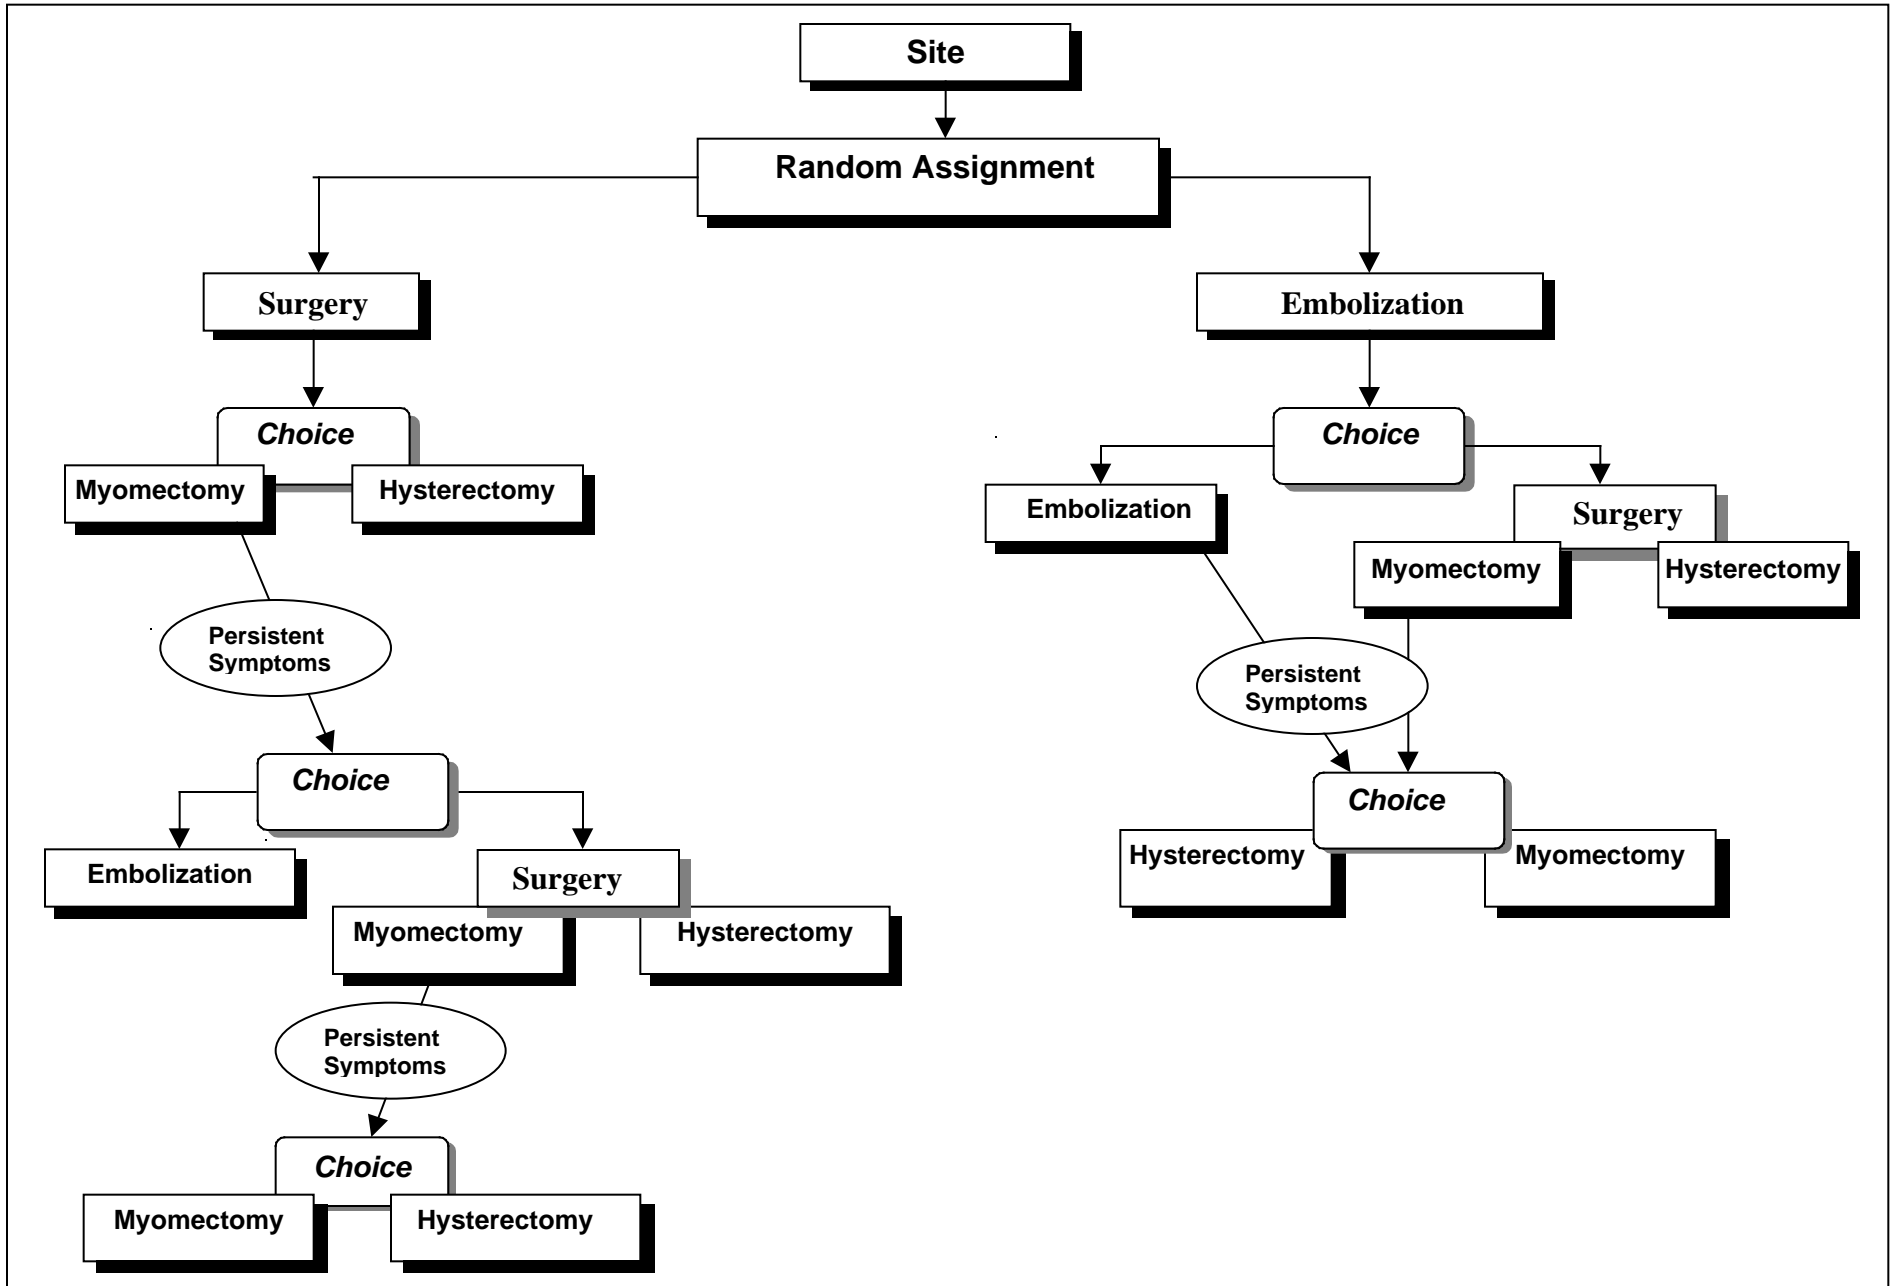 Site
Random Assignment
Surgery
Embolization
Choice
Myomectomy
Hysterectomy
Choice
Embolization
Surgery
Myomectomy
Hysterectomy
Persistent
Symptoms
Persistent
Symptoms
Choice
Embolization
Surgery
Myomectomy
Hysterectomy
Choice
Hysterectomy
Myomectomy
Persistent
Symptoms
Choice
Myomectomy
Hysterectomy